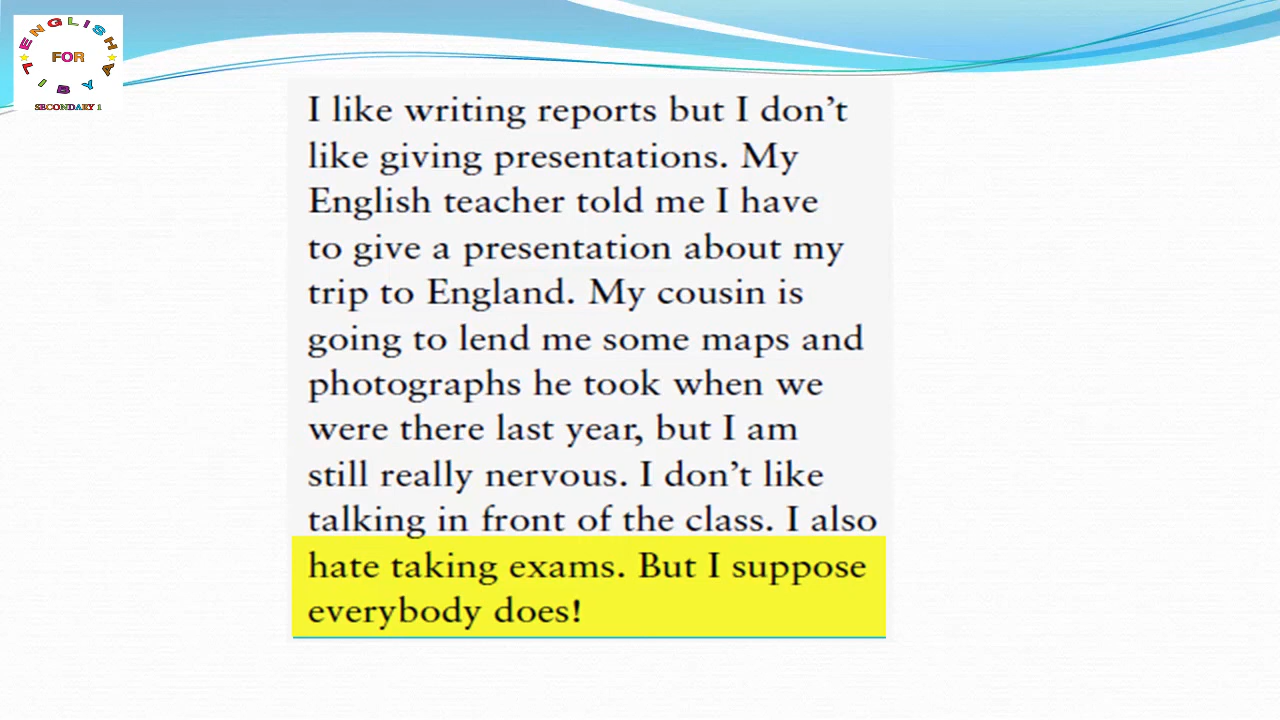 ENGLISH
FOR
LIBYA
SECONDARY 1
I like writing reports but I don’t
like giving presentations. My
English teacher told me I have
to give a presentation about my
trip to England. My cousin is
going to lend me some maps and
photographs he took when we
were there last year, but I am
still really nervous. I don’t like
talking in front of the class. I also
hate taking exams. But I suppose
everybody does!